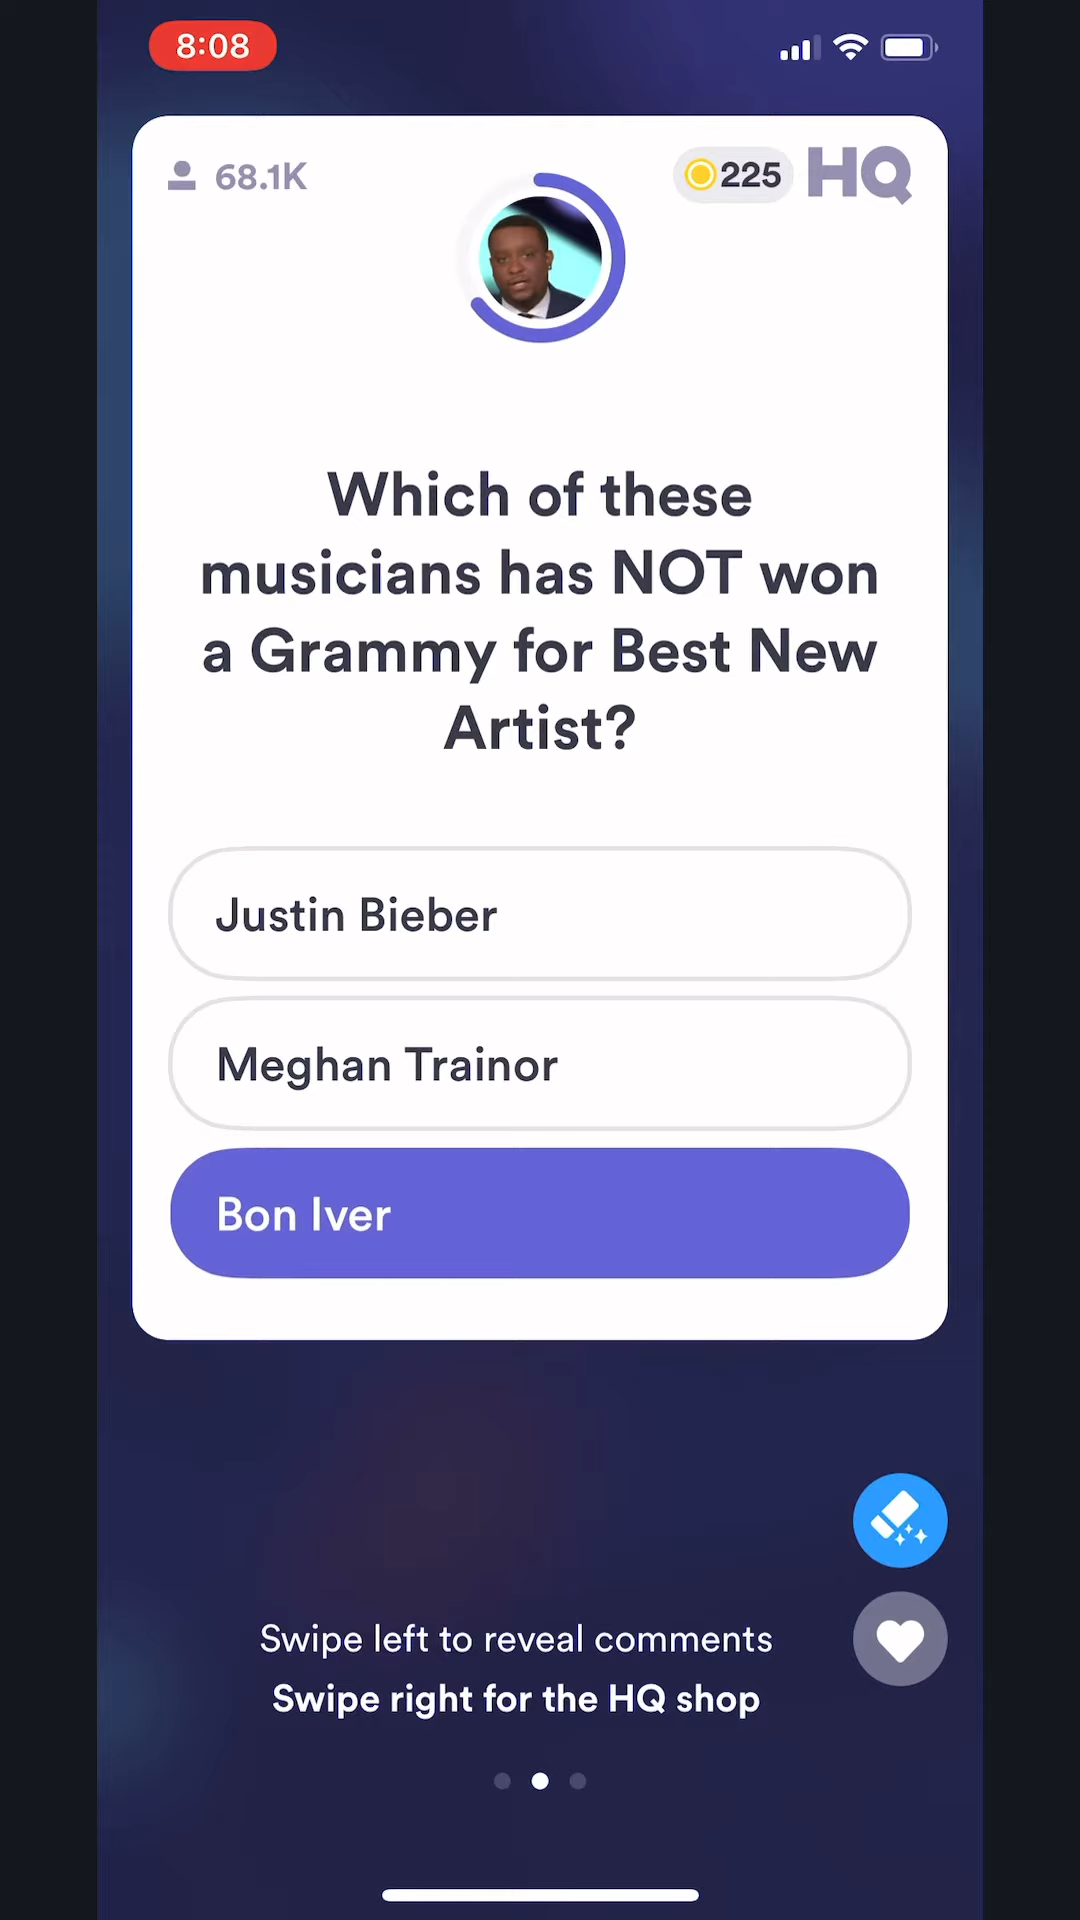 8:08
68.1K
225
HQ
Which of these
musicians has NOT won
a Grammy for Best New
Artist?
Justin Bieber
Meghan Trainor
Bon Iver
Swipe left to reveal comments
Swipe right for the HQ shop